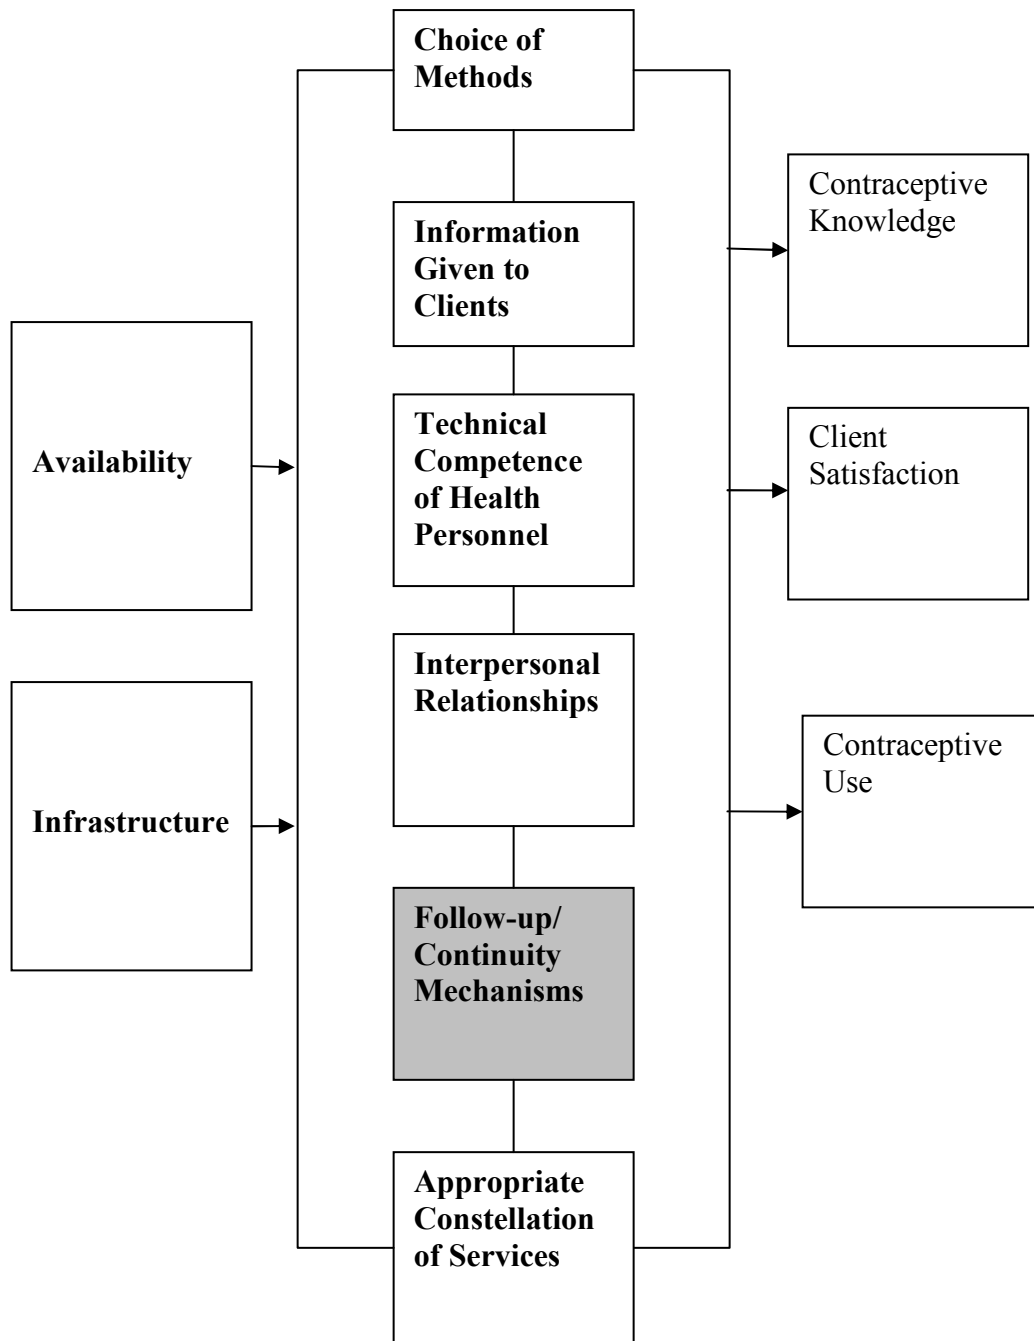 Choice of
Methods
Information
Given to
Clients
Technical
Competence
of Health
Personnel
Interpersonal
Relationships
Follow-up/
Continuity
Mechanisms
Appropriate
Constellation
of Services
Availability
Infrastructure
Contraceptive
Knowledge
Client
Satisfaction
Contraceptive
Use